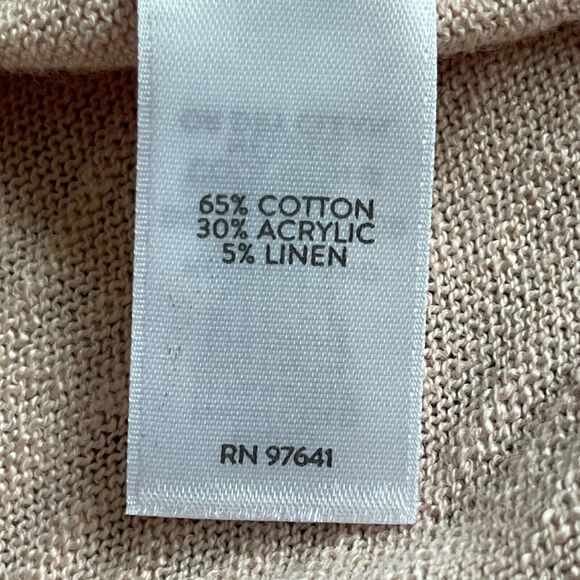 65% COTTON
30% ACRYLIC
5% LINEN
RN 97641